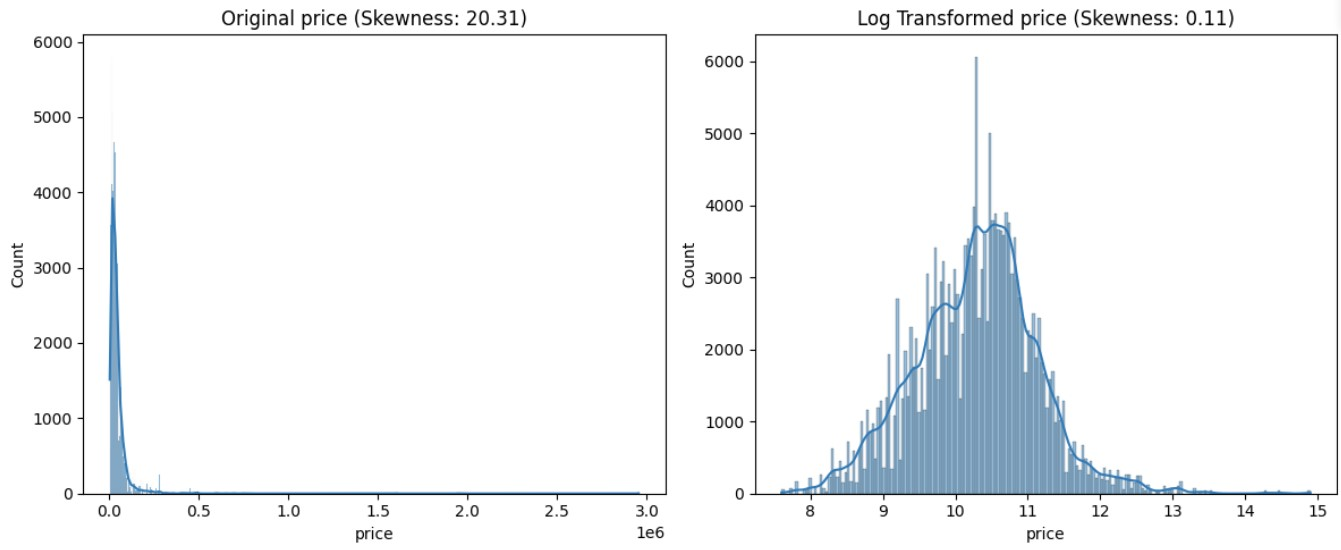 Original price (Skewness: 20.31)
6000
5000
4000
3000
2000
1000
0
Count
0.0 0.5 1.0 1.5 2.0 2.5 3.0
1e6
price
Log Transformed price (Skewness: 0.11)
6000
5000
4000
3000
2000
1000
0
Count
8 9 10 11 12 13 14 15
price